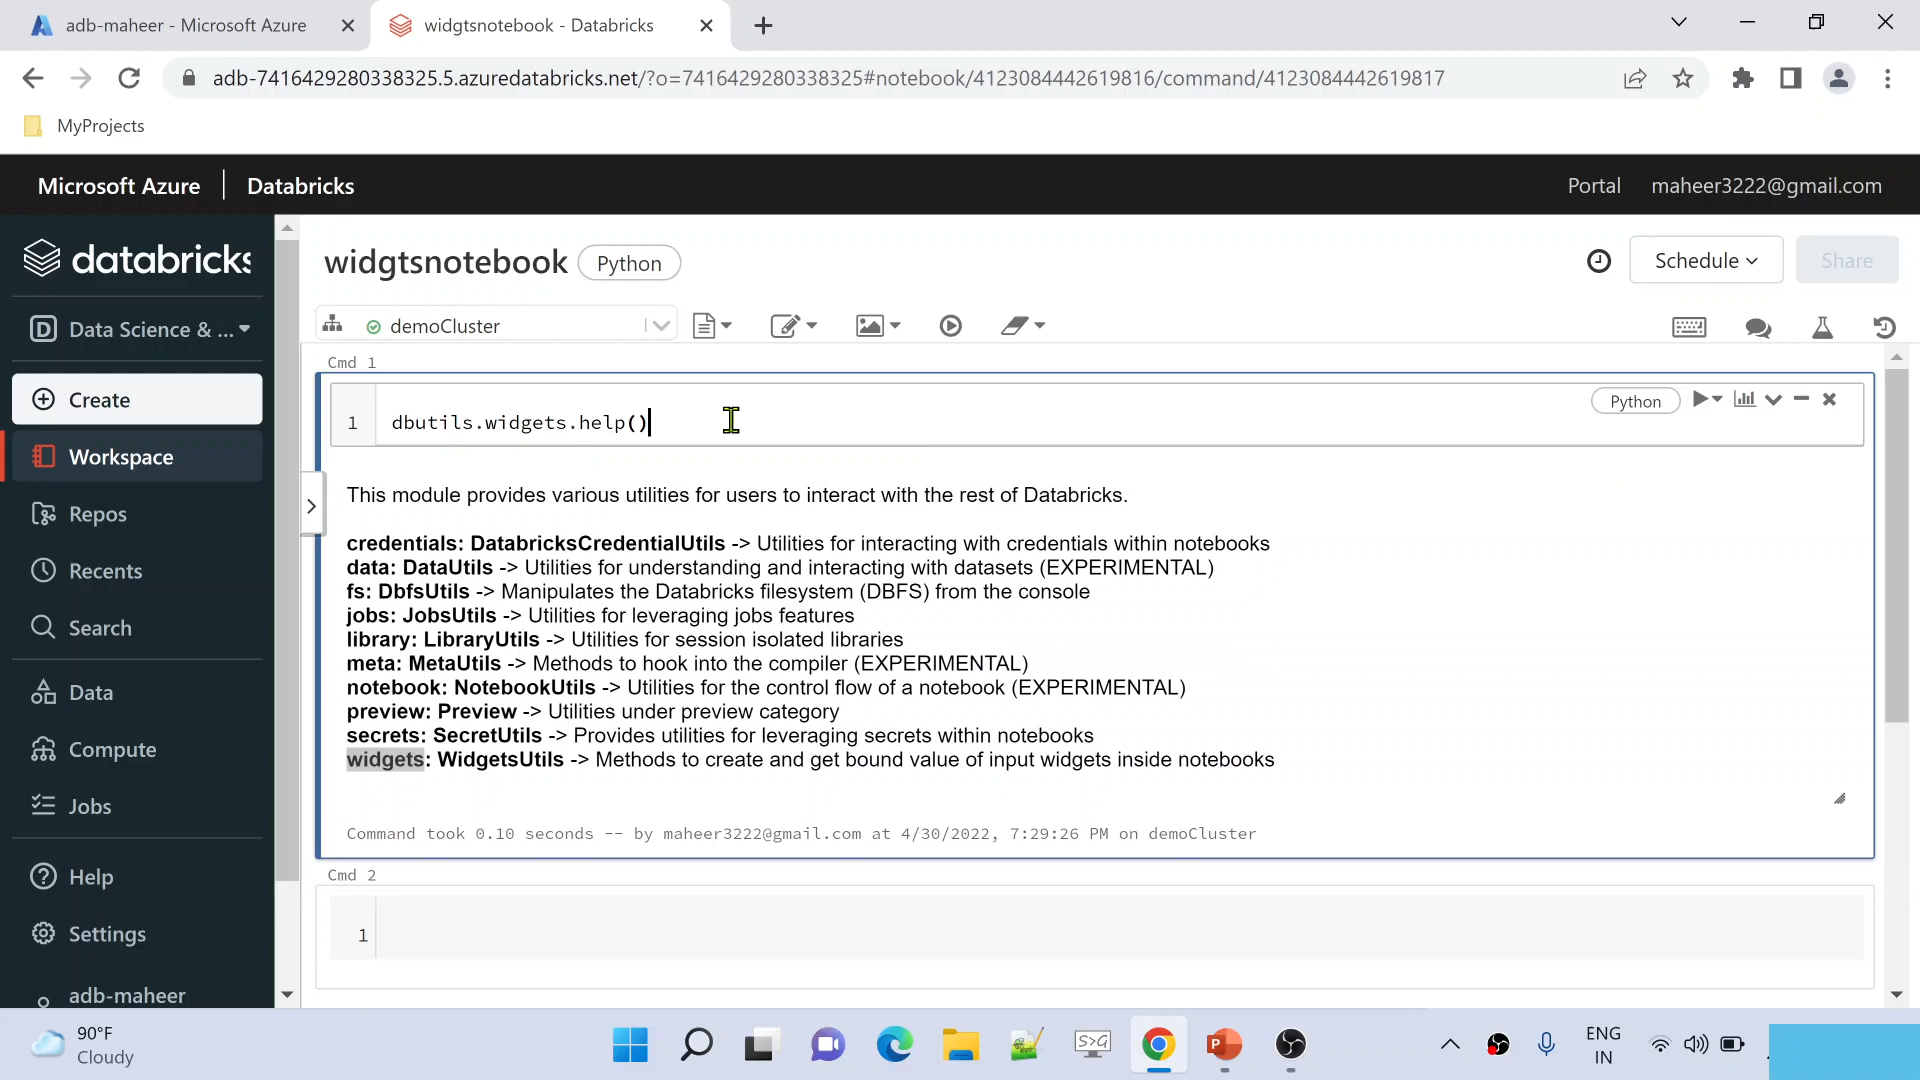 adb-maheer - Microsoft Azure
widgtsnotebook - Databricks
adb-7416429280338325.5.azuredatabricks.net/?o=7416429280338325#notebook/4123084442619816/command/4123084442619817
MyProjects
Microsoft Azure
Databricks
Portal
maheer3222@gmail.com
databricks
widgtsnotebook
Python
Schedule
Share
D
Data Science & ...
demoCluster
Create
Workspace
Repos
Recents
Search
Data
Compute
Jobs
Help
Settings
adb-maheer
Cmd 1
1
dbutils.widgets.help()
Python
This module provides various utilities for users to interact with the rest of Databricks.
credentials: DatabricksCredentialUtils -> Utilities for interacting with credentials within notebooks
data: DataUtils -> Utilities for understanding and interacting with datasets (EXPERIMENTAL)
fs: DbfsUtils -> Manipulates the Databricks filesystem (DBFS) from the console
jobs: JobsUtils -> Utilities for leveraging jobs features
library: LibraryUtils -> Utilities for session isolated libraries
meta: MetaUtils -> Methods to hook into the compiler (EXPERIMENTAL)
notebook: NotebookUtils -> Utilities for the control flow of a notebook (EXPERIMENTAL)
preview: Preview -> Utilities under preview category
secrets: SecretUtils -> Provides utilities for leveraging secrets within notebooks
widgets: WidgetsUtils -> Methods to create and get bound value of input widgets inside notebooks
Command took 0.10 seconds -- by maheer3222@gmail.com at 4/30/2022, 7:29:26 PM on demoCluster
Cmd 2
1
90°F
Cloudy
S>G
P
ENG
IN